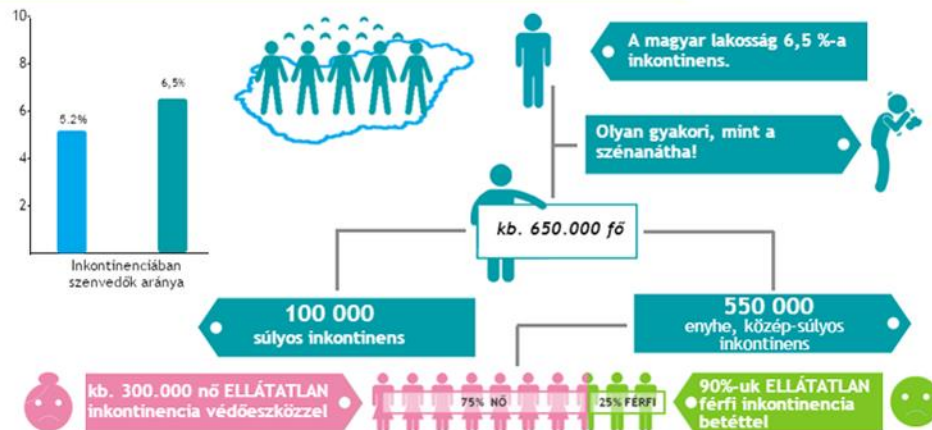 10
8
6
4
2
5.2%
6,5%
Inkontinenciában
szenvedők aránya
A magyar lakosság 6,5 %-a
inkontinens.
Olyan gyakori, mint a
szénanátha!
kb. 650.000 fő
100 000
súlyos inkontinens
550 000
enyhe, közép-súlyos
inkontinens
kb. 300.000 nő ELLÁTATLAN
inkontinencia védőeszközzel
75% NŐ
25% FÉRFI
90%-uk ELLÁTATLAN
férfi inkontinencia
betéttel